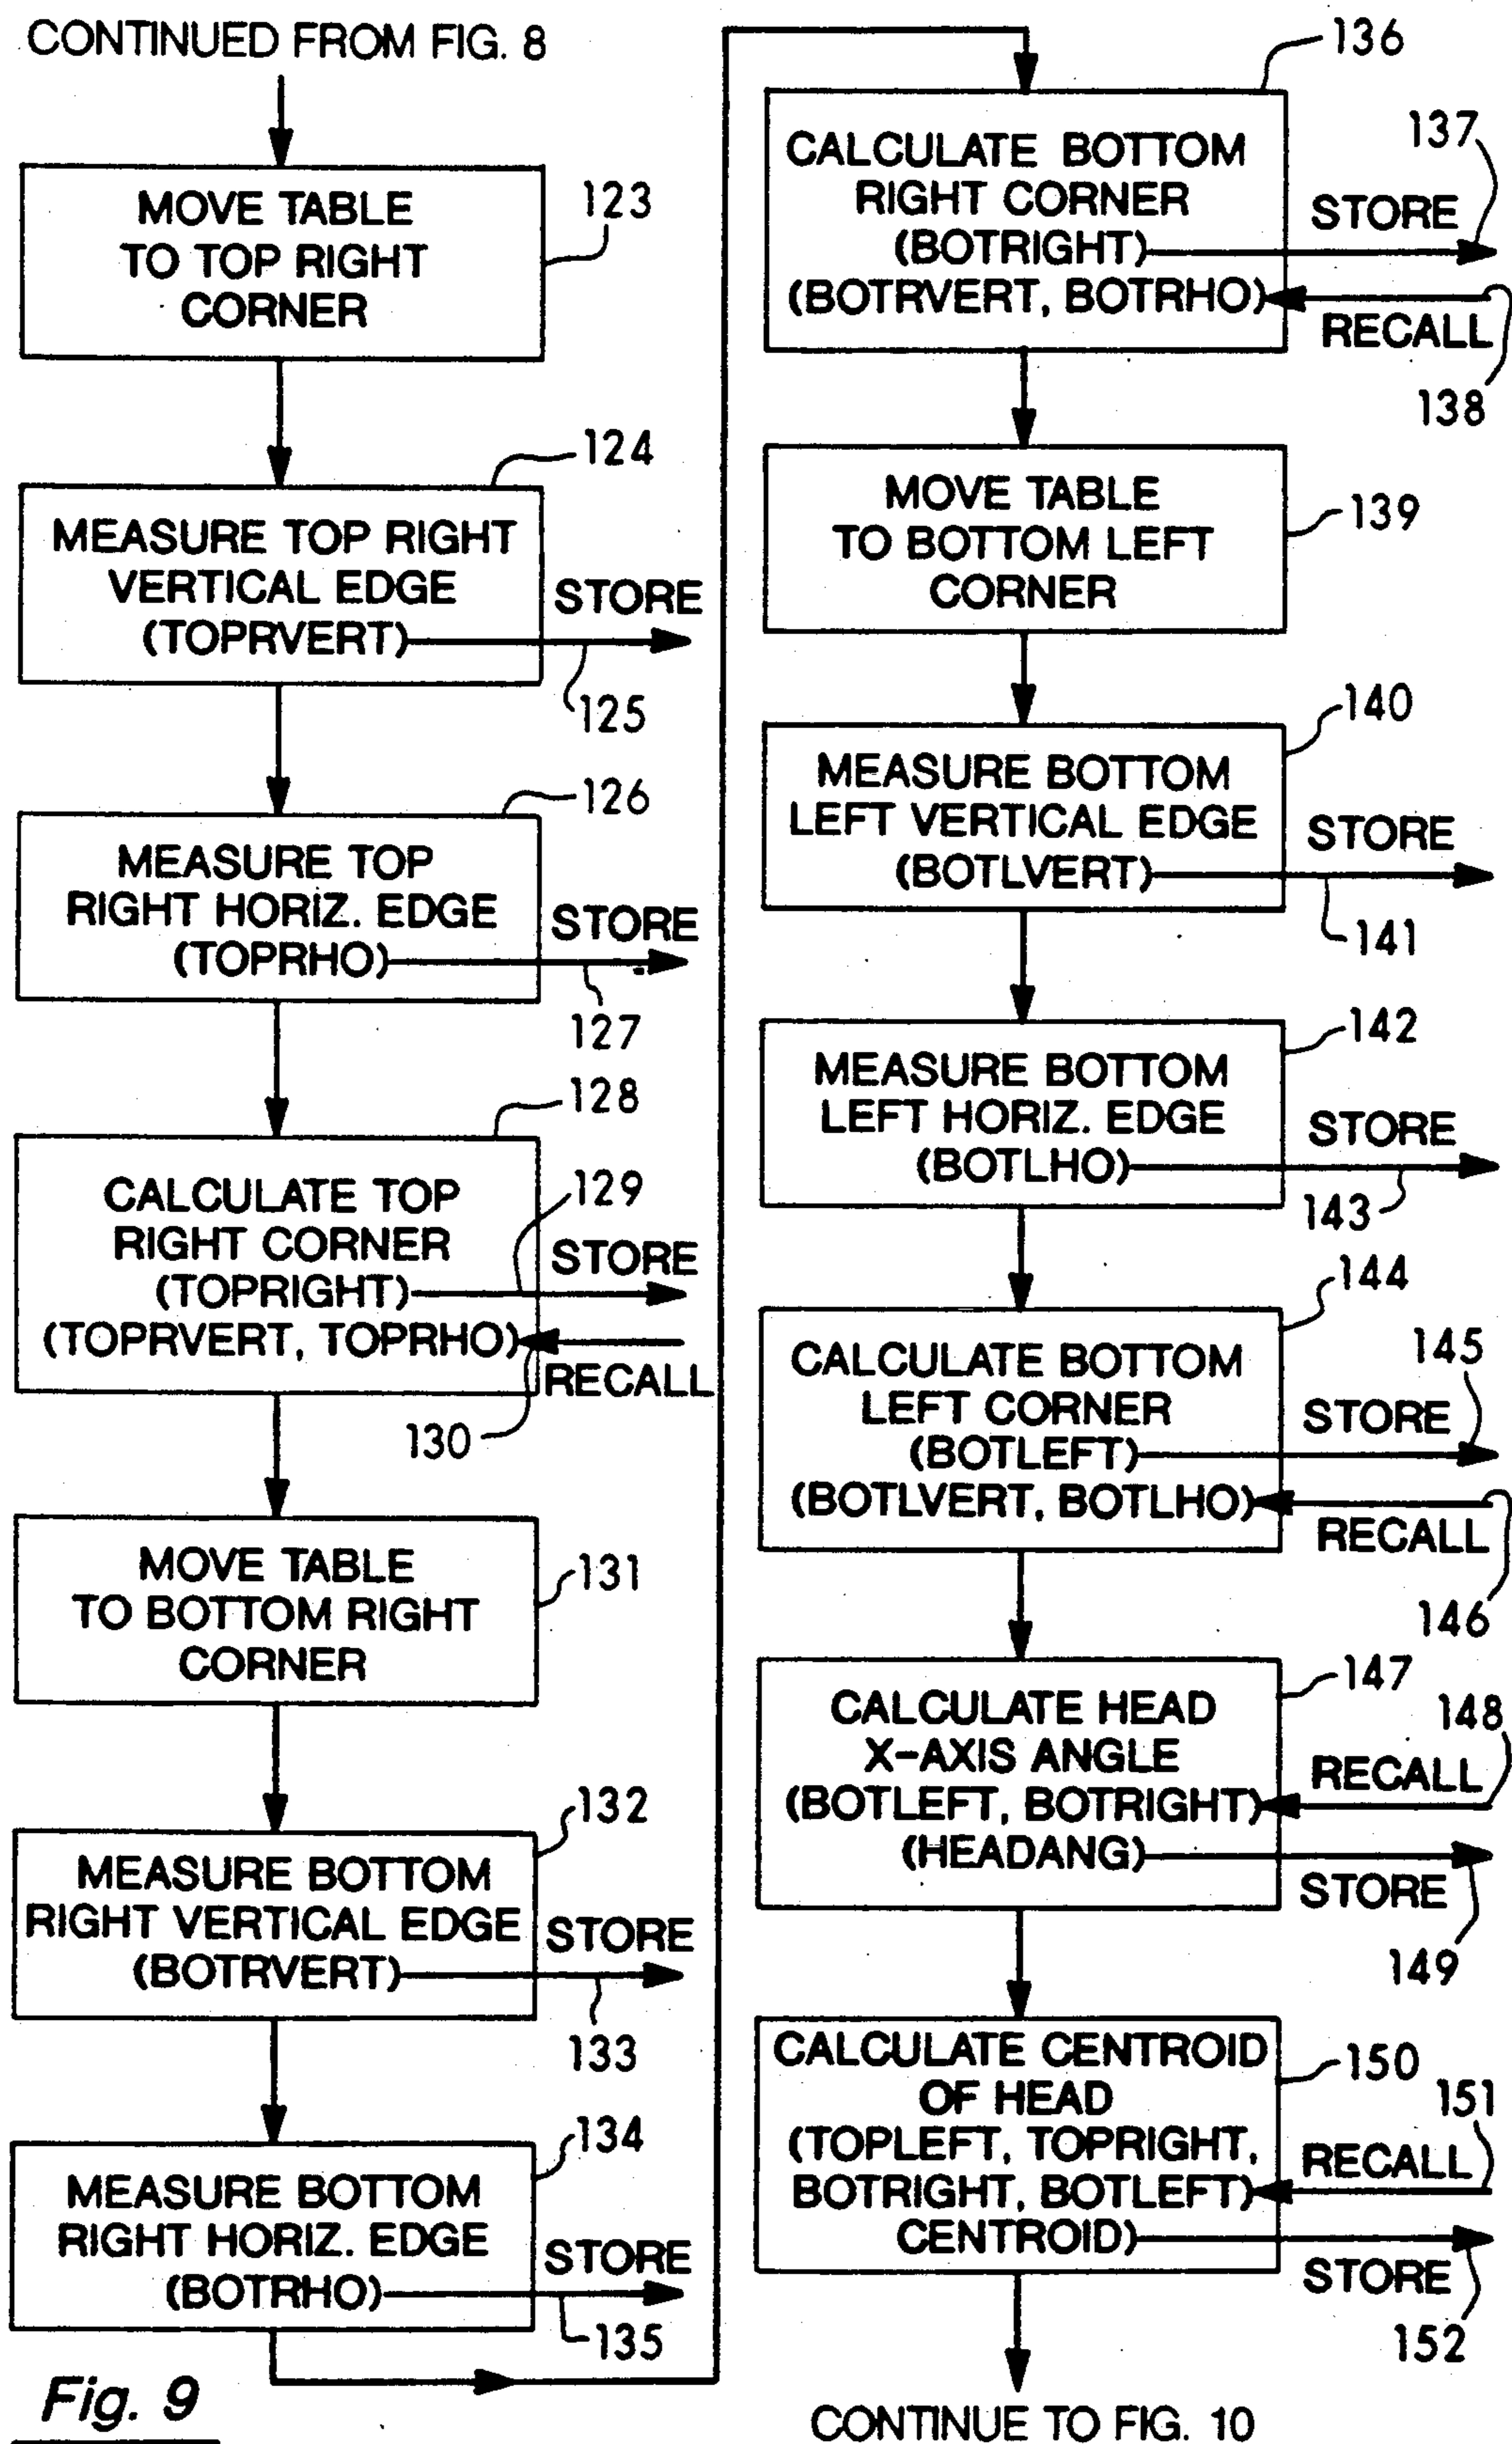 CONTINUED FROM FIG. 8
MOVE TABLE
TO TOP RIGHT
CORNER
123
124
MEASURE TOP RIGHT
VERTICAL EDGE
(TOPRVERT)
STORE
125
126
MEASURE TOP
RIGHT HORIZ. EDGE
(TOPRHO)
STORE
127
128
CALCULATE TOP
RIGHT CORNER
(TOPRIGHT)
(TOPRVERT, TOPRHO)
129
STORE
RECALL
130
MOVE TABLE
TO BOTTOM RIGHT
CORNER
131
132
MEASURE BOTTOM
RIGHT VERTICAL EDGE
(BOTRVERT)
STORE
133
134
MEASURE BOTTOM
RIGHT HORIZ. EDGE
(BOTRHO)
STORE
135
Fig. 9
136
CALCULATE BOTTOM
RIGHT CORNER
(BOTRIGHT)
(BOTRVERT, BOTRHO)
137
STORE
RECALL
138
MOVE TABLE
TO BOTTOM LEFT
CORNER
139
140
MEASURE BOTTOM
LEFT VERTICAL EDGE
(BOTLVERT)
STORE
141
142
MEASURE BOTTOM
LEFT HORIZ. EDGE
(BOTLHO)
STORE
143
144
CALCULATE BOTTOM
LEFT CORNER
(BOTLEFT)
(BOTLVERT, BOTLHO)
145
STORE
RECALL
146
147
CALCULATE HEAD
X-AXIS ANGLE
(BOTLEFT, BOTRIGHT)
(HEADANG)
148
RECALL
STORE
149
CALCULATE CENTROID
OF HEAD
(TOPLEFT, TOPRIGHT,
BOTRIGHT, BOTLEFT)
CENTROID)
150
151
RECALL
STORE
152
CONTINUE TO FIG. 10